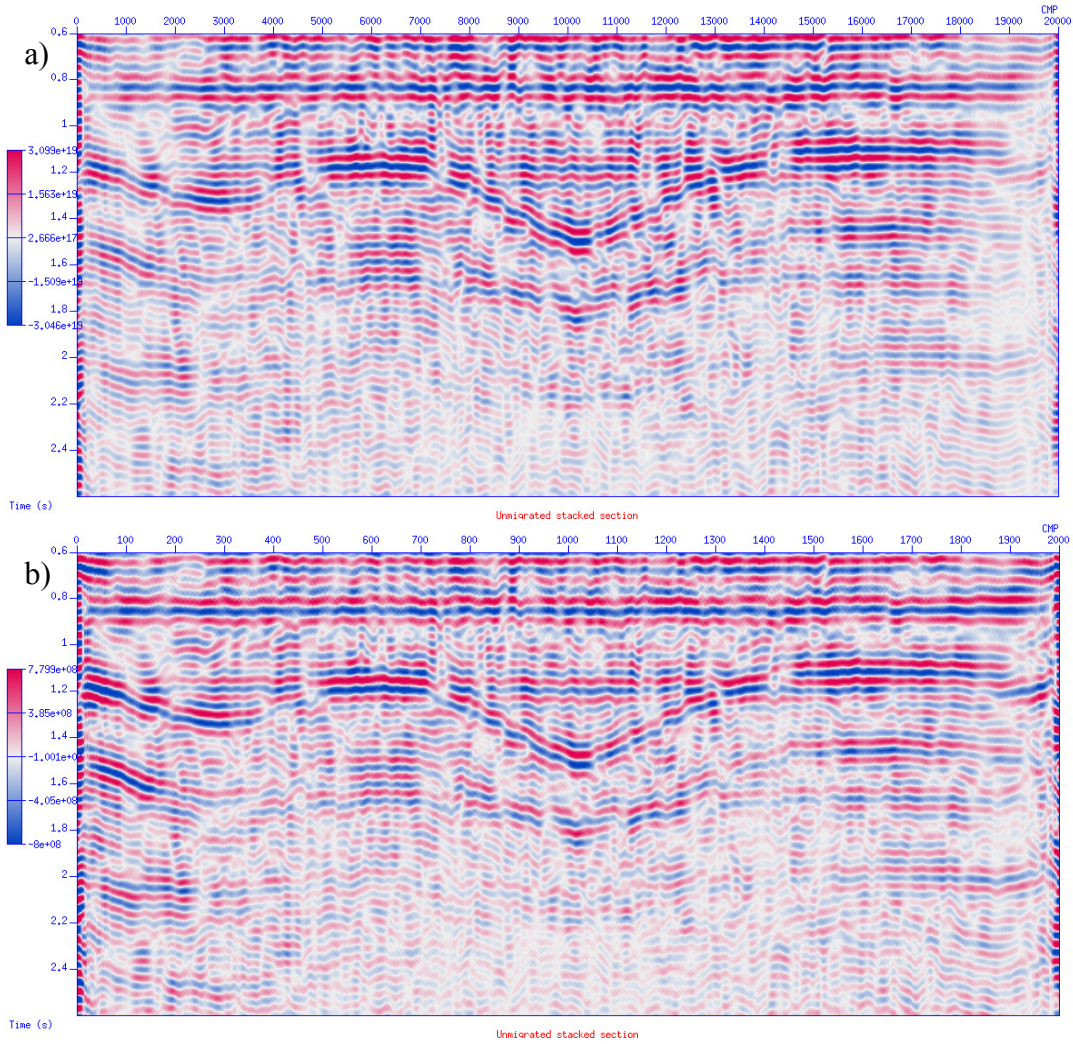 CMP
0 1000 2000 3000 4000 5000 6000 7000 8000 9000 10000 11000 12000 13000 14000 15000 16000 17000 18000 19000 20000
a)
0.6
0.8
1
3.099e+19
1.2
1.563e+19
1.4
2.666e+17
1.6
-1.509e+19
1.8
-3.046e+19
2
2.2
2.4
Time (s)
Unmigrated stacked section
CMP
0 100 200 300 400 500 600 700 800 900 1000 1100 1200 1300 1400 1500 1600 1700 1800 1900 2000
b)
0.6
0.8
1
7.799e+08
1.2
3.85e+08
1.4
1.6
-4.05e+08
1.8
-8e+08
2
2.2
2.4
Time (s)
Unmigrated stacked section